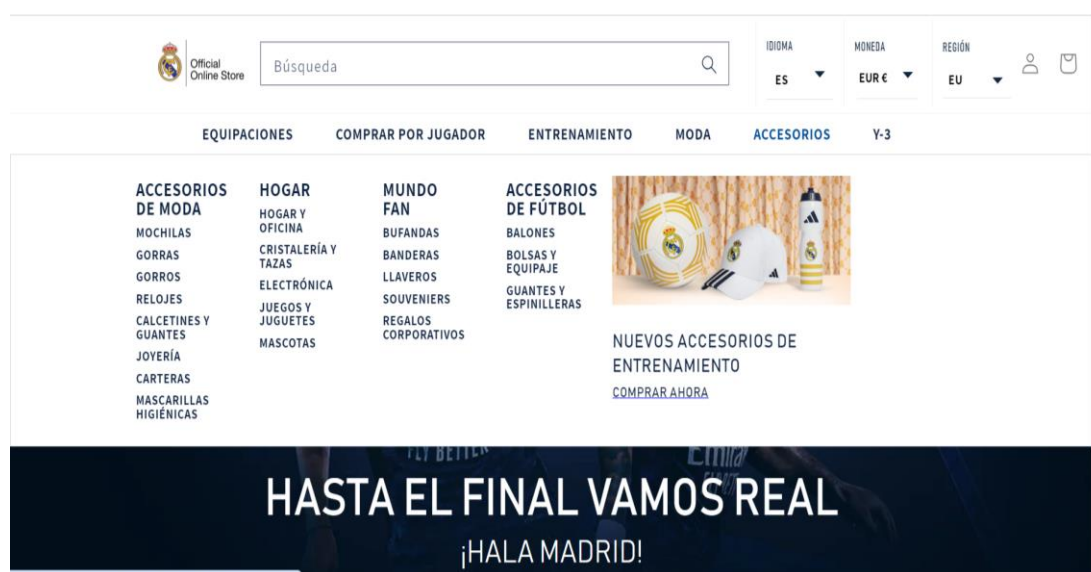 Official
Online Store
Búsqueda
IDIOMA
ES
MONEDA
EUR €
REGIÓN
EU
EQUIPACIONES
COMPRAR POR JUGADOR
ENTRENAMIENTO
MODA
ACCESORIOS
Y-3
ACCESORIOS
DE MODA
MOCHILAS
GORRAS
GORROS
RELOJES
CALCETINES Y
GUANTES
JOYERÍA
CARTERAS
MASCARILLAS
HIGIÉNICAS
HOGAR
HOGAR Y
OFICINA
CRISTALERÍA Y
TAZAS
ELECTRÓNICA
JUEGOS Y
JUGUETES
MASCOTAS
MUNDO
FAN
BUFANDAS
BANDERAS
LLAVEROS
SOUVENIERS
REGALOS
CORPORATIVOS
ACCESORIOS
DE FÚTBOL
BALONES
BOLSAS Y
EQUIPAJE
GUANTES Y
ESPINILLERAS
NUEVOS ACCESORIOS DE
ENTRENAMIENTO
COMPRAR AHORA
FLY BETTER
Emirates
HASTA EL FINAL VAMOS REAL
¡HALA MADRID!